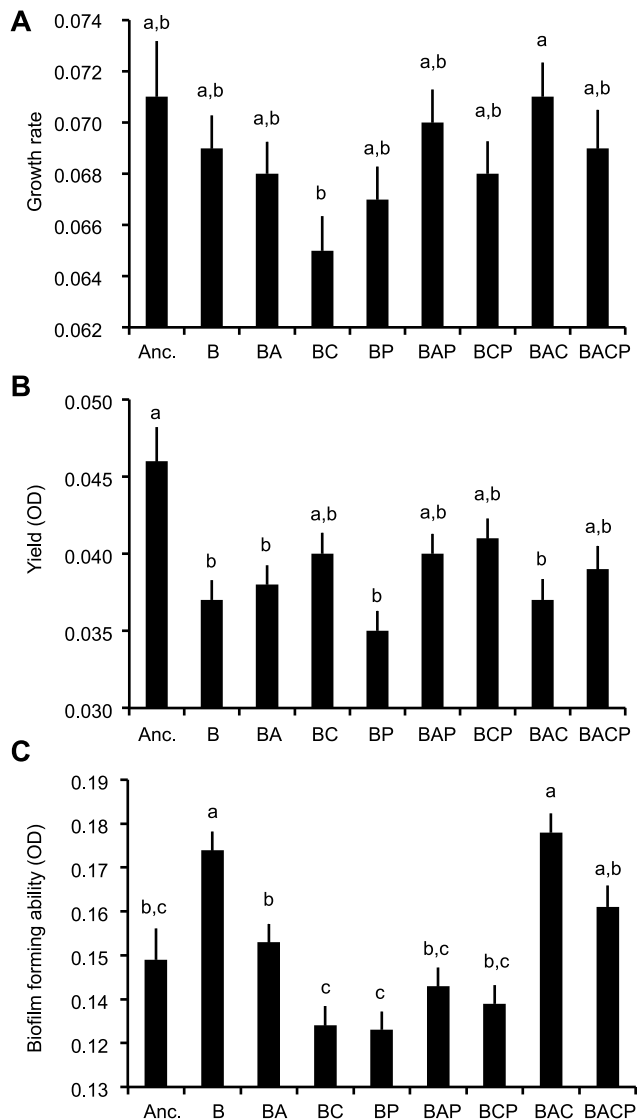 A
0.074
0.072
0.070
0.068
0.066
0.064
0.062
Growth rate
a,b
a,b
a,b
b
a,b
a,b
a,b
a
a,b
Anc. B BA BC BP BAP BCP BAC BACP
B
0.050
0.045
0.040
0.035
0.030
Yield (OD)
a
b
b
a,b
b
a,b
a,b
b
a,b
Anc. B BA BC BP BAP BCP BAC BACP
C
0.19
0.18
0.17
0.16
0.15
0.14
0.12
0.13
Biofilm forming ability (OD)
b,c
a
b
c
c
b,c
b,c
a
a,b
Anc. B BA BC BP BAP BCP BAC BACP